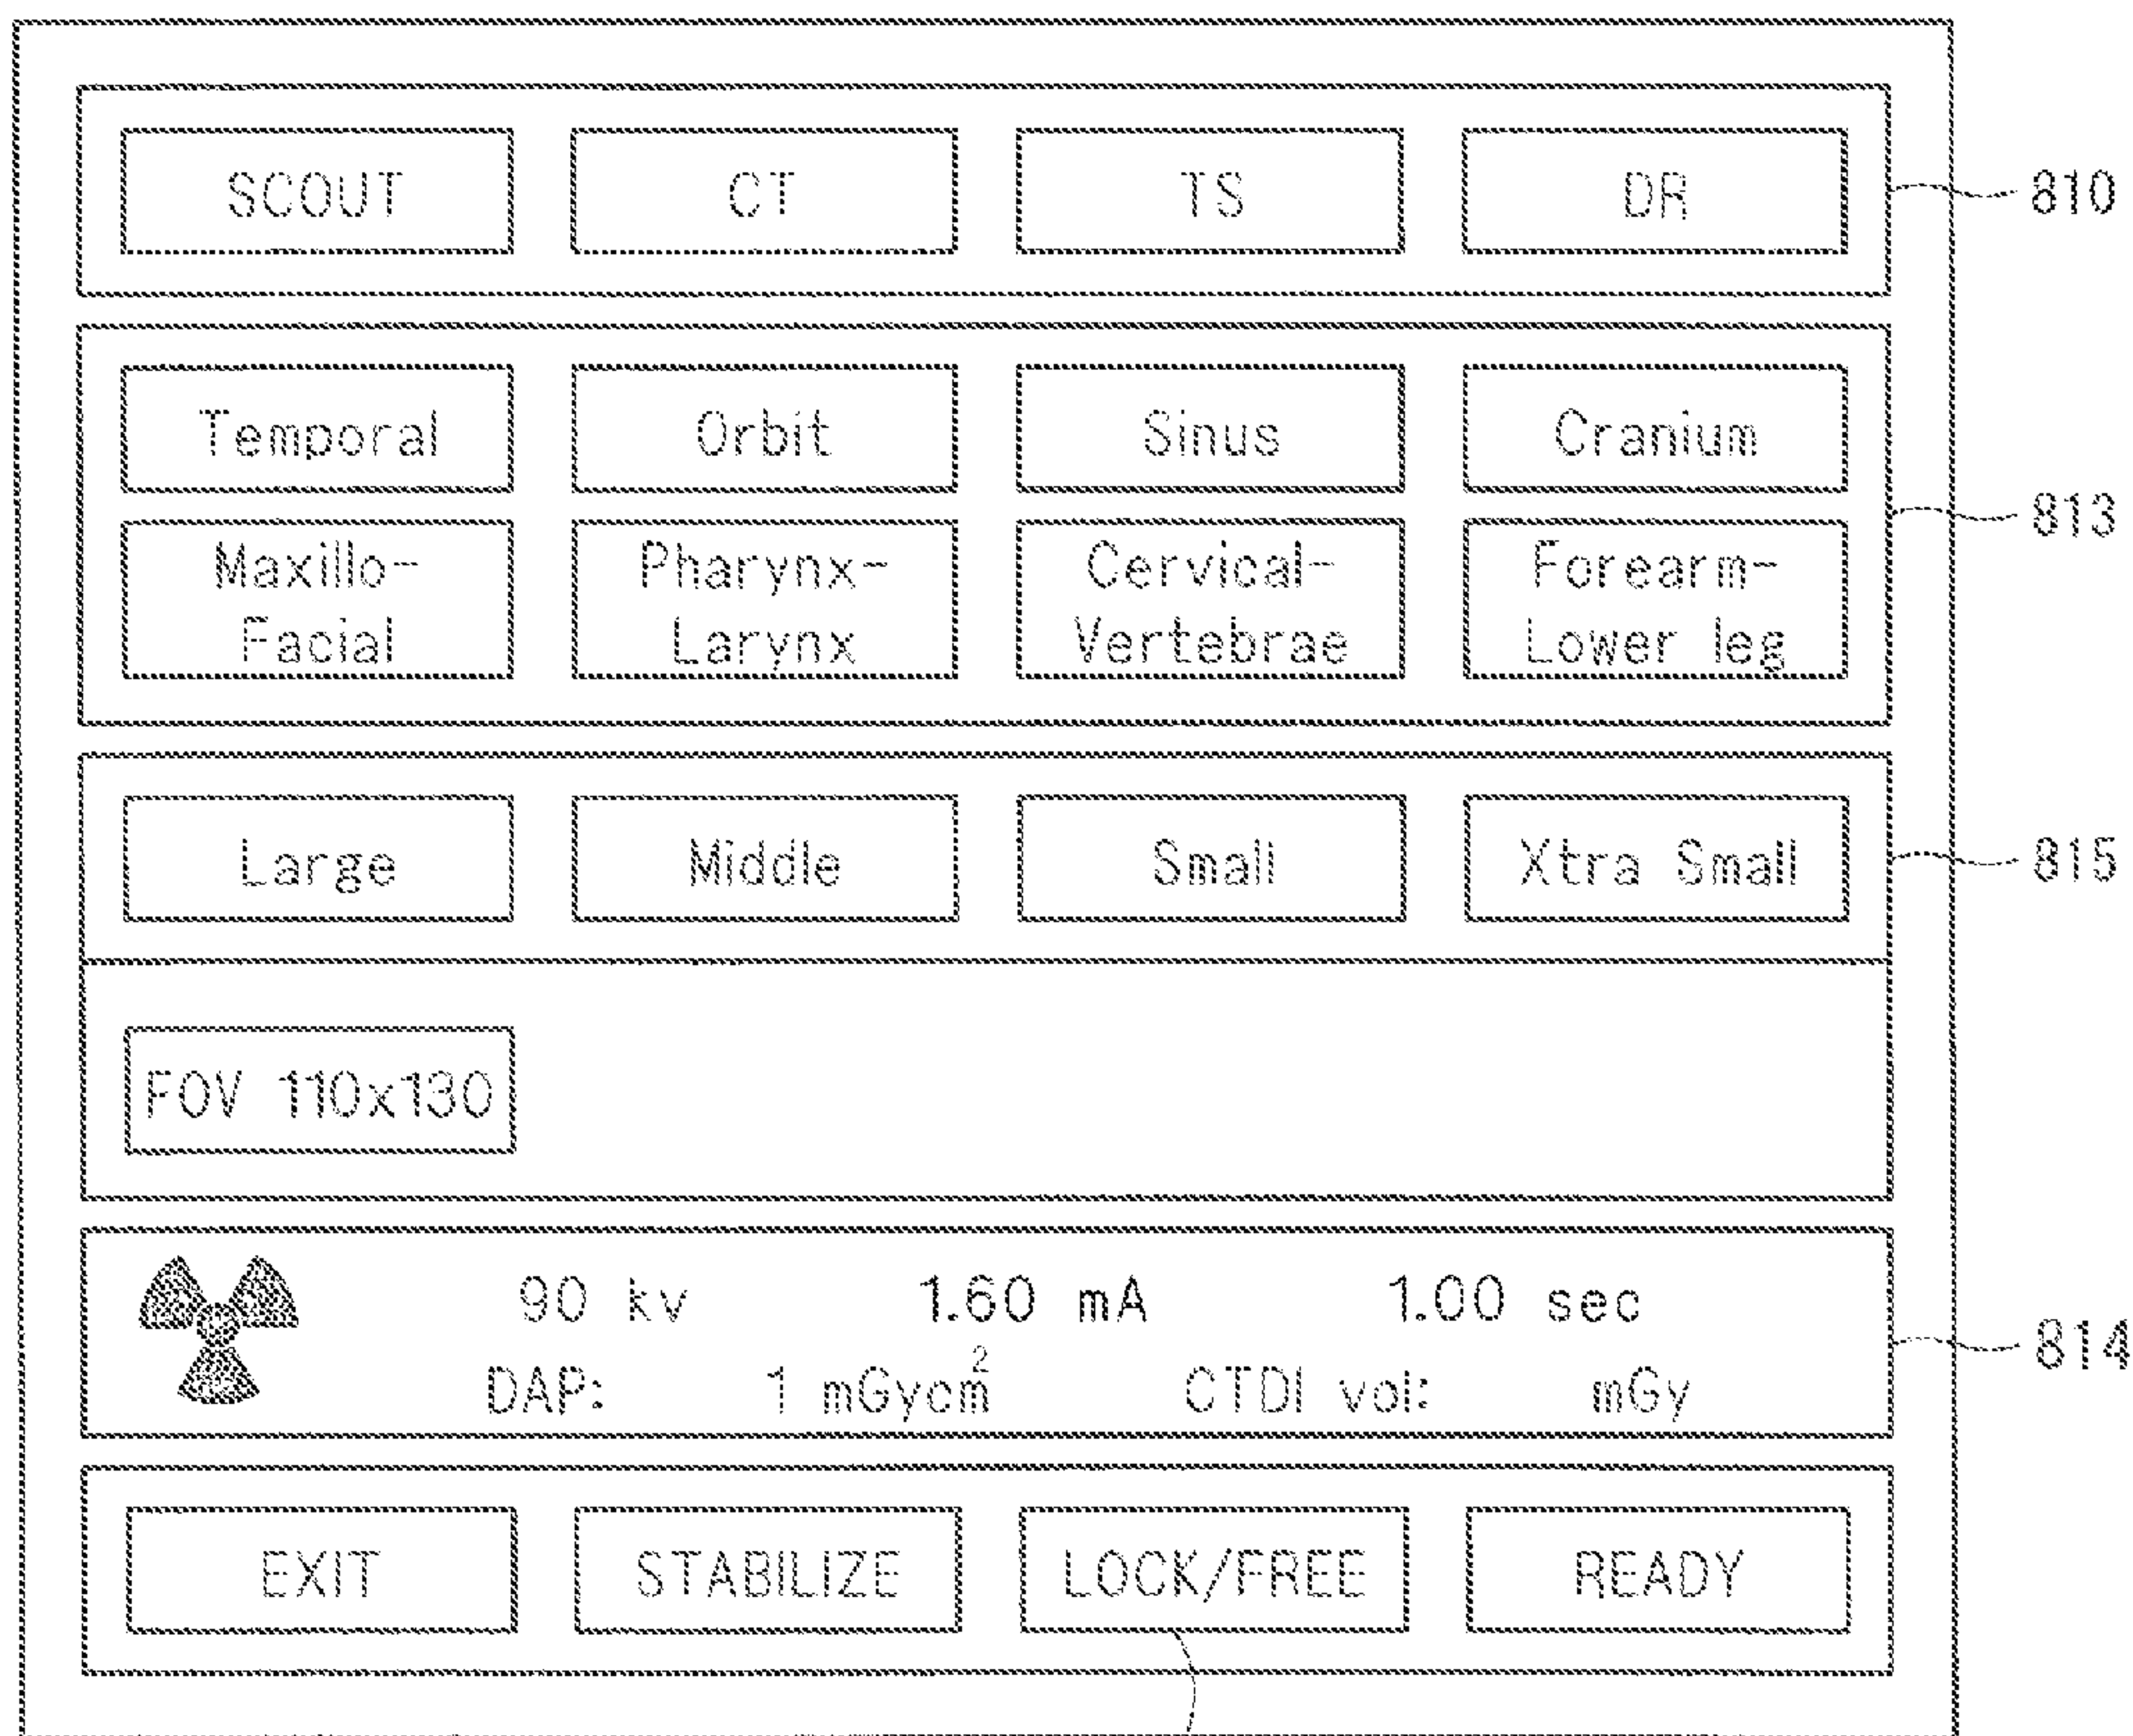 SCOUT CT TS DR
810
Temporal Orbit Sinus Cranium
813
Maxillo- Pharynx- Cervical- Forearm-
Facial Larynx Vertebrae Lower leg
Large Middle Small Xtra Small
815
FOV 110x130
90 kv 1.60 mA 1.00 sec
814
DAP: 1 mGycm² CTDI vol: mGy
EXIT STABILIZE LOCK/FREE READY